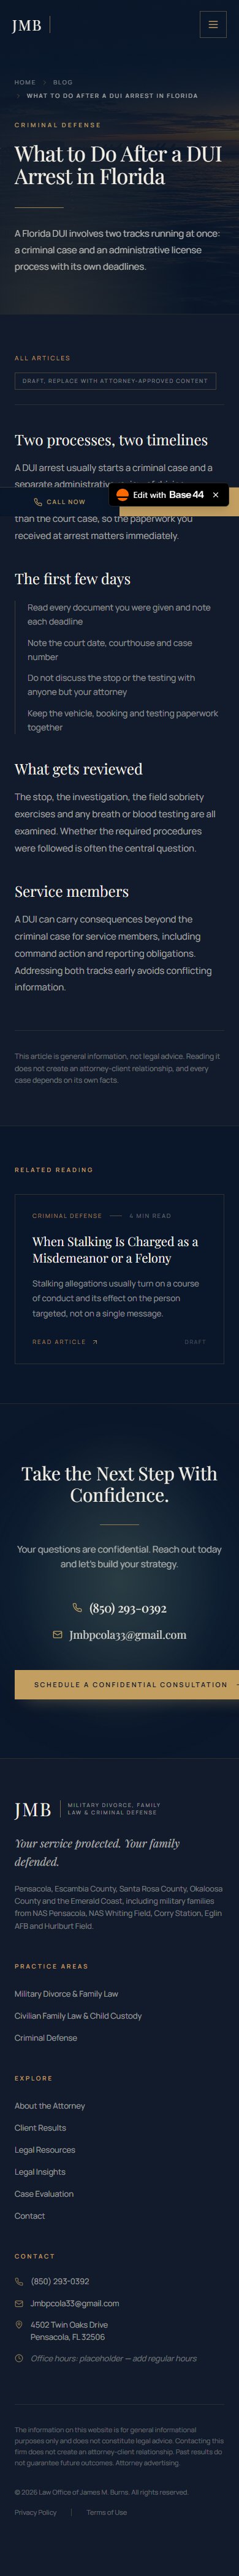 JMB
HOME > BLOG
> WHAT TO DO AFTER A DUI ARREST IN FLORIDA
CRIMINAL DEFENSE
What to Do After a DUI
Arrest in Florida
A Florida DUI involves two tracks running at once:
a criminal case and an administrative license
process with its own deadlines.
ALL ARTICLES
DRAFT, REPLACE WITH ATTORNEY-APPROVED CONTENT
Two processes, two timelines
A DUI arrest usually starts a criminal case and a
separate administrative
CALL NOW
Edit with Base44
than the court case, so the paperwork you
received at arrest matters immediately.
The first few days
Read every document you were given and note
each deadline
Note the court date, courthouse and case
number
Do not discuss the stop or the testing with
anyone but your attorney
Keep the vehicle, booking and testing paperwork
together
What gets reviewed
The stop, the investigation, the field sobriety
exercises and any breath or blood testing are all
examined. Whether the required procedures
were followed is often the central question.
Service members
A DUI can carry consequences beyond the
criminal case for service members, including
command action and reporting obligations.
Addressing both tracks early avoids conflicting
information.
This article is general information, not legal advice. Reading it
does not create an attorney-client relationship, and every
case depends on its own facts.
RELATED READING
CRIMINAL DEFENSE — 4 MIN READ
When Stalking Is Charged as a
Misdemeanor or a Felony
Stalking allegations usually turn on a course
of conduct and its effect on the person
targeted, not on a single message.
READ ARTICLE DRAFT
Take the Next Step With
Confidence.
Your questions are confidential. Reach out today
and let's build your strategy.
(850) 293-0392
Jmbpcola33@gmail.com
SCHEDULE A CONFIDENTIAL CONSULTATION
JMB MILITARY DIVORCE, FAMILY
LAW & CRIMINAL DEFENSE
Your service protected. Your family
defended.
Pensacola, Escambia County, Santa Rosa County, Okaloosa
County and the Emerald Coast, including military families
from NAS Pensacola, NAS Whiting Field, Corry Station, Eglin
AFB and Hurlburt Field.
PRACTICE AREAS
Military Divorce & Family Law
Civilian Family Law & Child Custody
Criminal Defense
EXPLORE
About the Attorney
Client Results
Legal Resources
Legal Insights
Case Evaluation
Contact
CONTACT
(850) 293-0392
Jmbpcola33@gmail.com
4502 Twin Oaks Drive
Pensacola, FL 32506
Office hours: placeholder — add regular hours
The information on this website is for general informational
purposes only and does not constitute legal advice. Contacting this
firm does not create an attorney-client relationship. Past results do
not guarantee future outcomes. Attorney advertising.
© 2026 Law Office of James M. Burns. All rights reserved.
Privacy Policy | Terms of Use